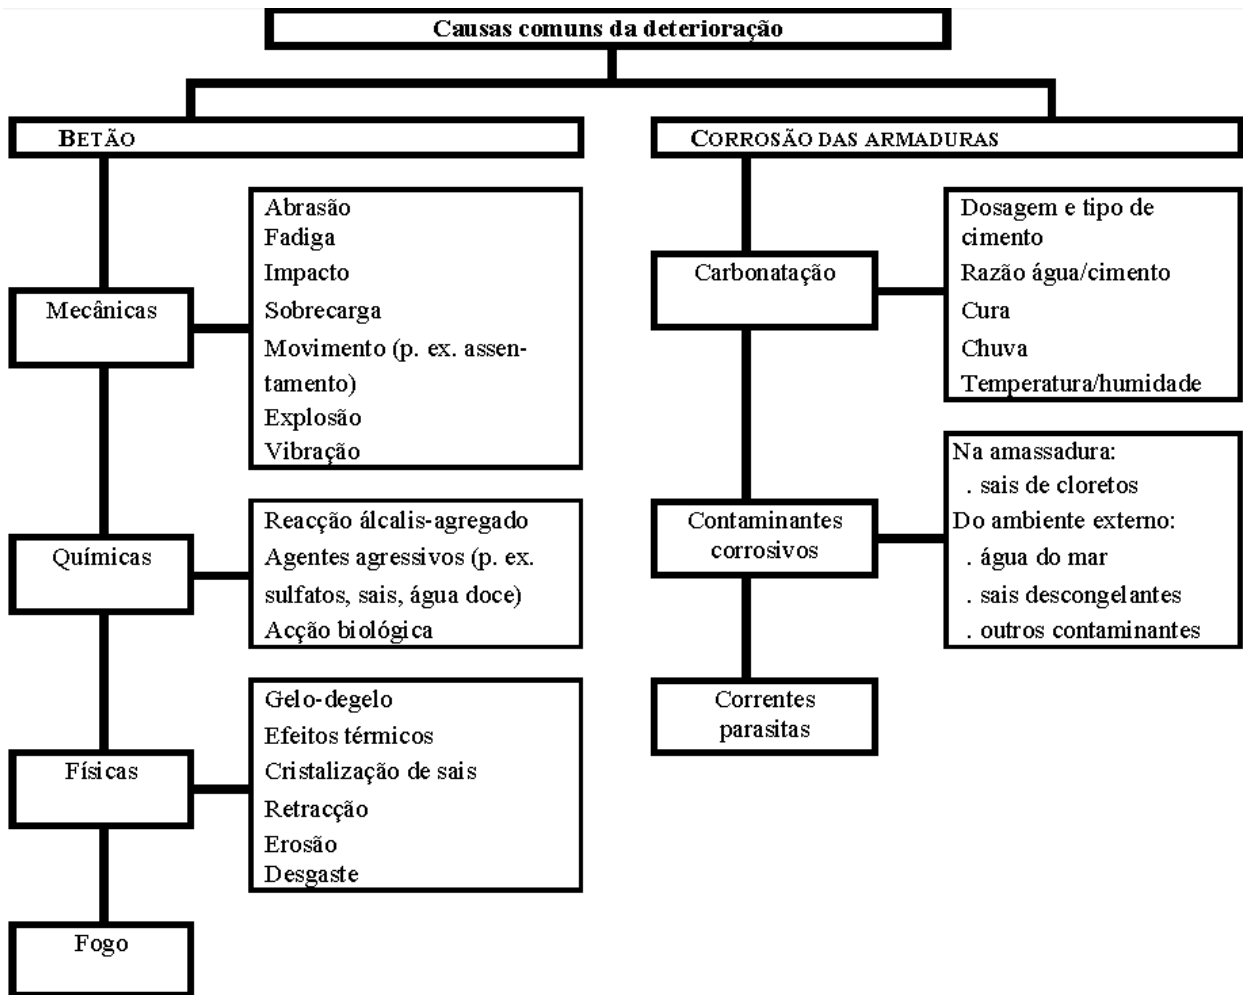 Causas comuns da deterioração
BETÃO
Mecânicas
Abrasão
Fadiga
Impacto
Sobrecarga
Movimento (p. ex. assen-
tamento)
Explosão
Vibração
Químicas
Reacção álcalis-agregado
Agentes agressivos (p. ex.
sulfatos, sais, água doce)
Acção biológica
Físicas
Gelo-degelo
Efeitos térmicos
Cristalização de sais
Retracção
Erosão
Desgaste
Fogo
CORROSÃO DAS ARMADURAS
Carbonatação
Dosagem e tipo de
cimento
Razão água/cimento
Cura
Chuva
Temperatura/humidade
Contaminantes
corrosivos
Na amassadura:
. sais de cloretos
Do ambiente externo:
. água do mar
. sais descongelantes
. outros contaminantes
Correntes
parasitas